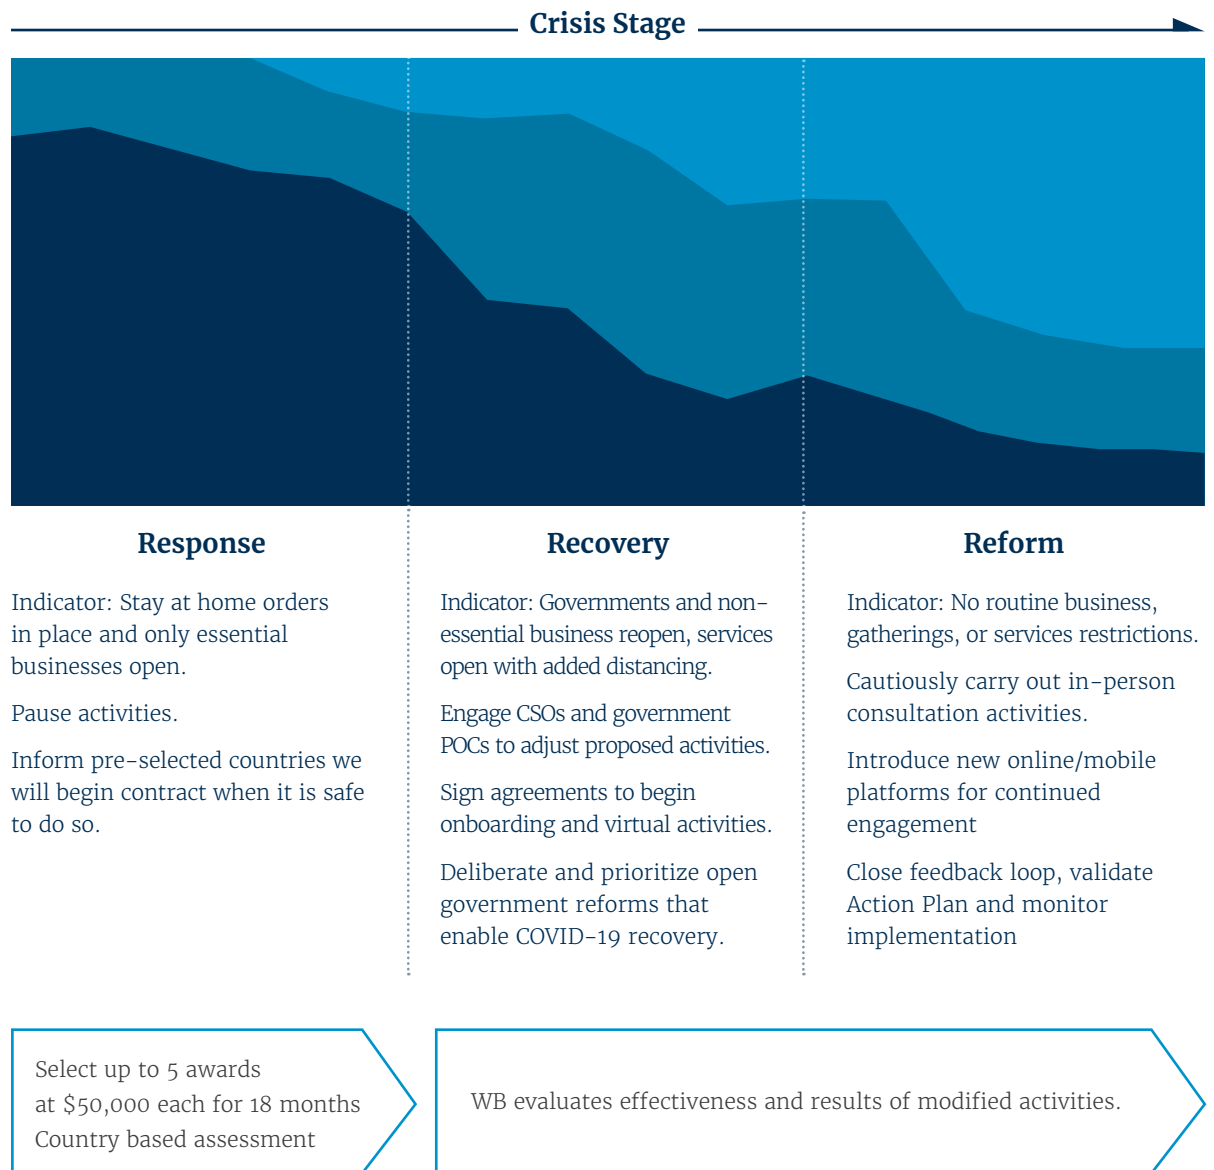 Crisis Stage
Response
Indicator: Stay at home orders
in place and only essential
businesses open.
Pause activities.
Inform pre-selected countries we
will begin contract when it is safe
to do so.
Recovery
Indicator: Governments and non-
essential business reopen, services
open with added distancing.
Engage CSOs and government
POCs to adjust proposed activities.
Sign agreements to begin
onboarding and virtual activities.
Deliberate and prioritize open
government reforms that
enable COVID-19 recovery.
Reform
Indicator: No routine business,
gatherings, or services restrictions.
Cautiously carry out in-person
consultation activities.
Introduce new online/mobile
platforms for continued
engagement
Close feedback loop, validate
Action Plan and monitor
implementation
Select up to 5 awards
at $50,000 each for 18 months
Country based assessment
WB evaluates effectiveness and results of modified activities.